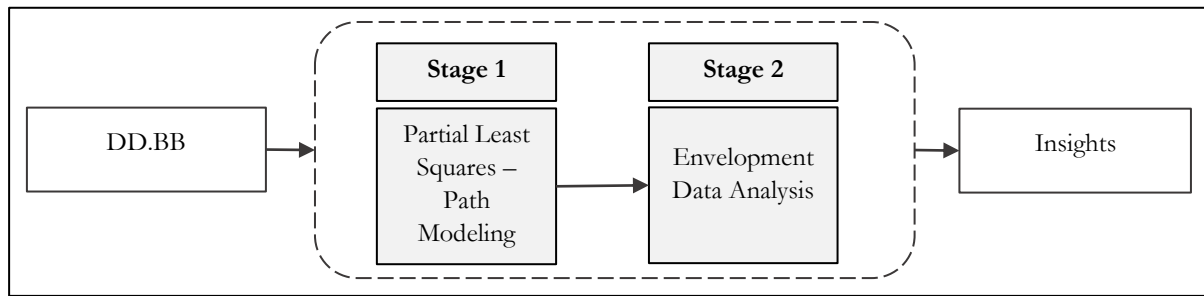 DD.BB
Stage 1
Partial Least
Squares –
Path
Modeling
Stage 2
Envelopment
Data Analysis
Insights